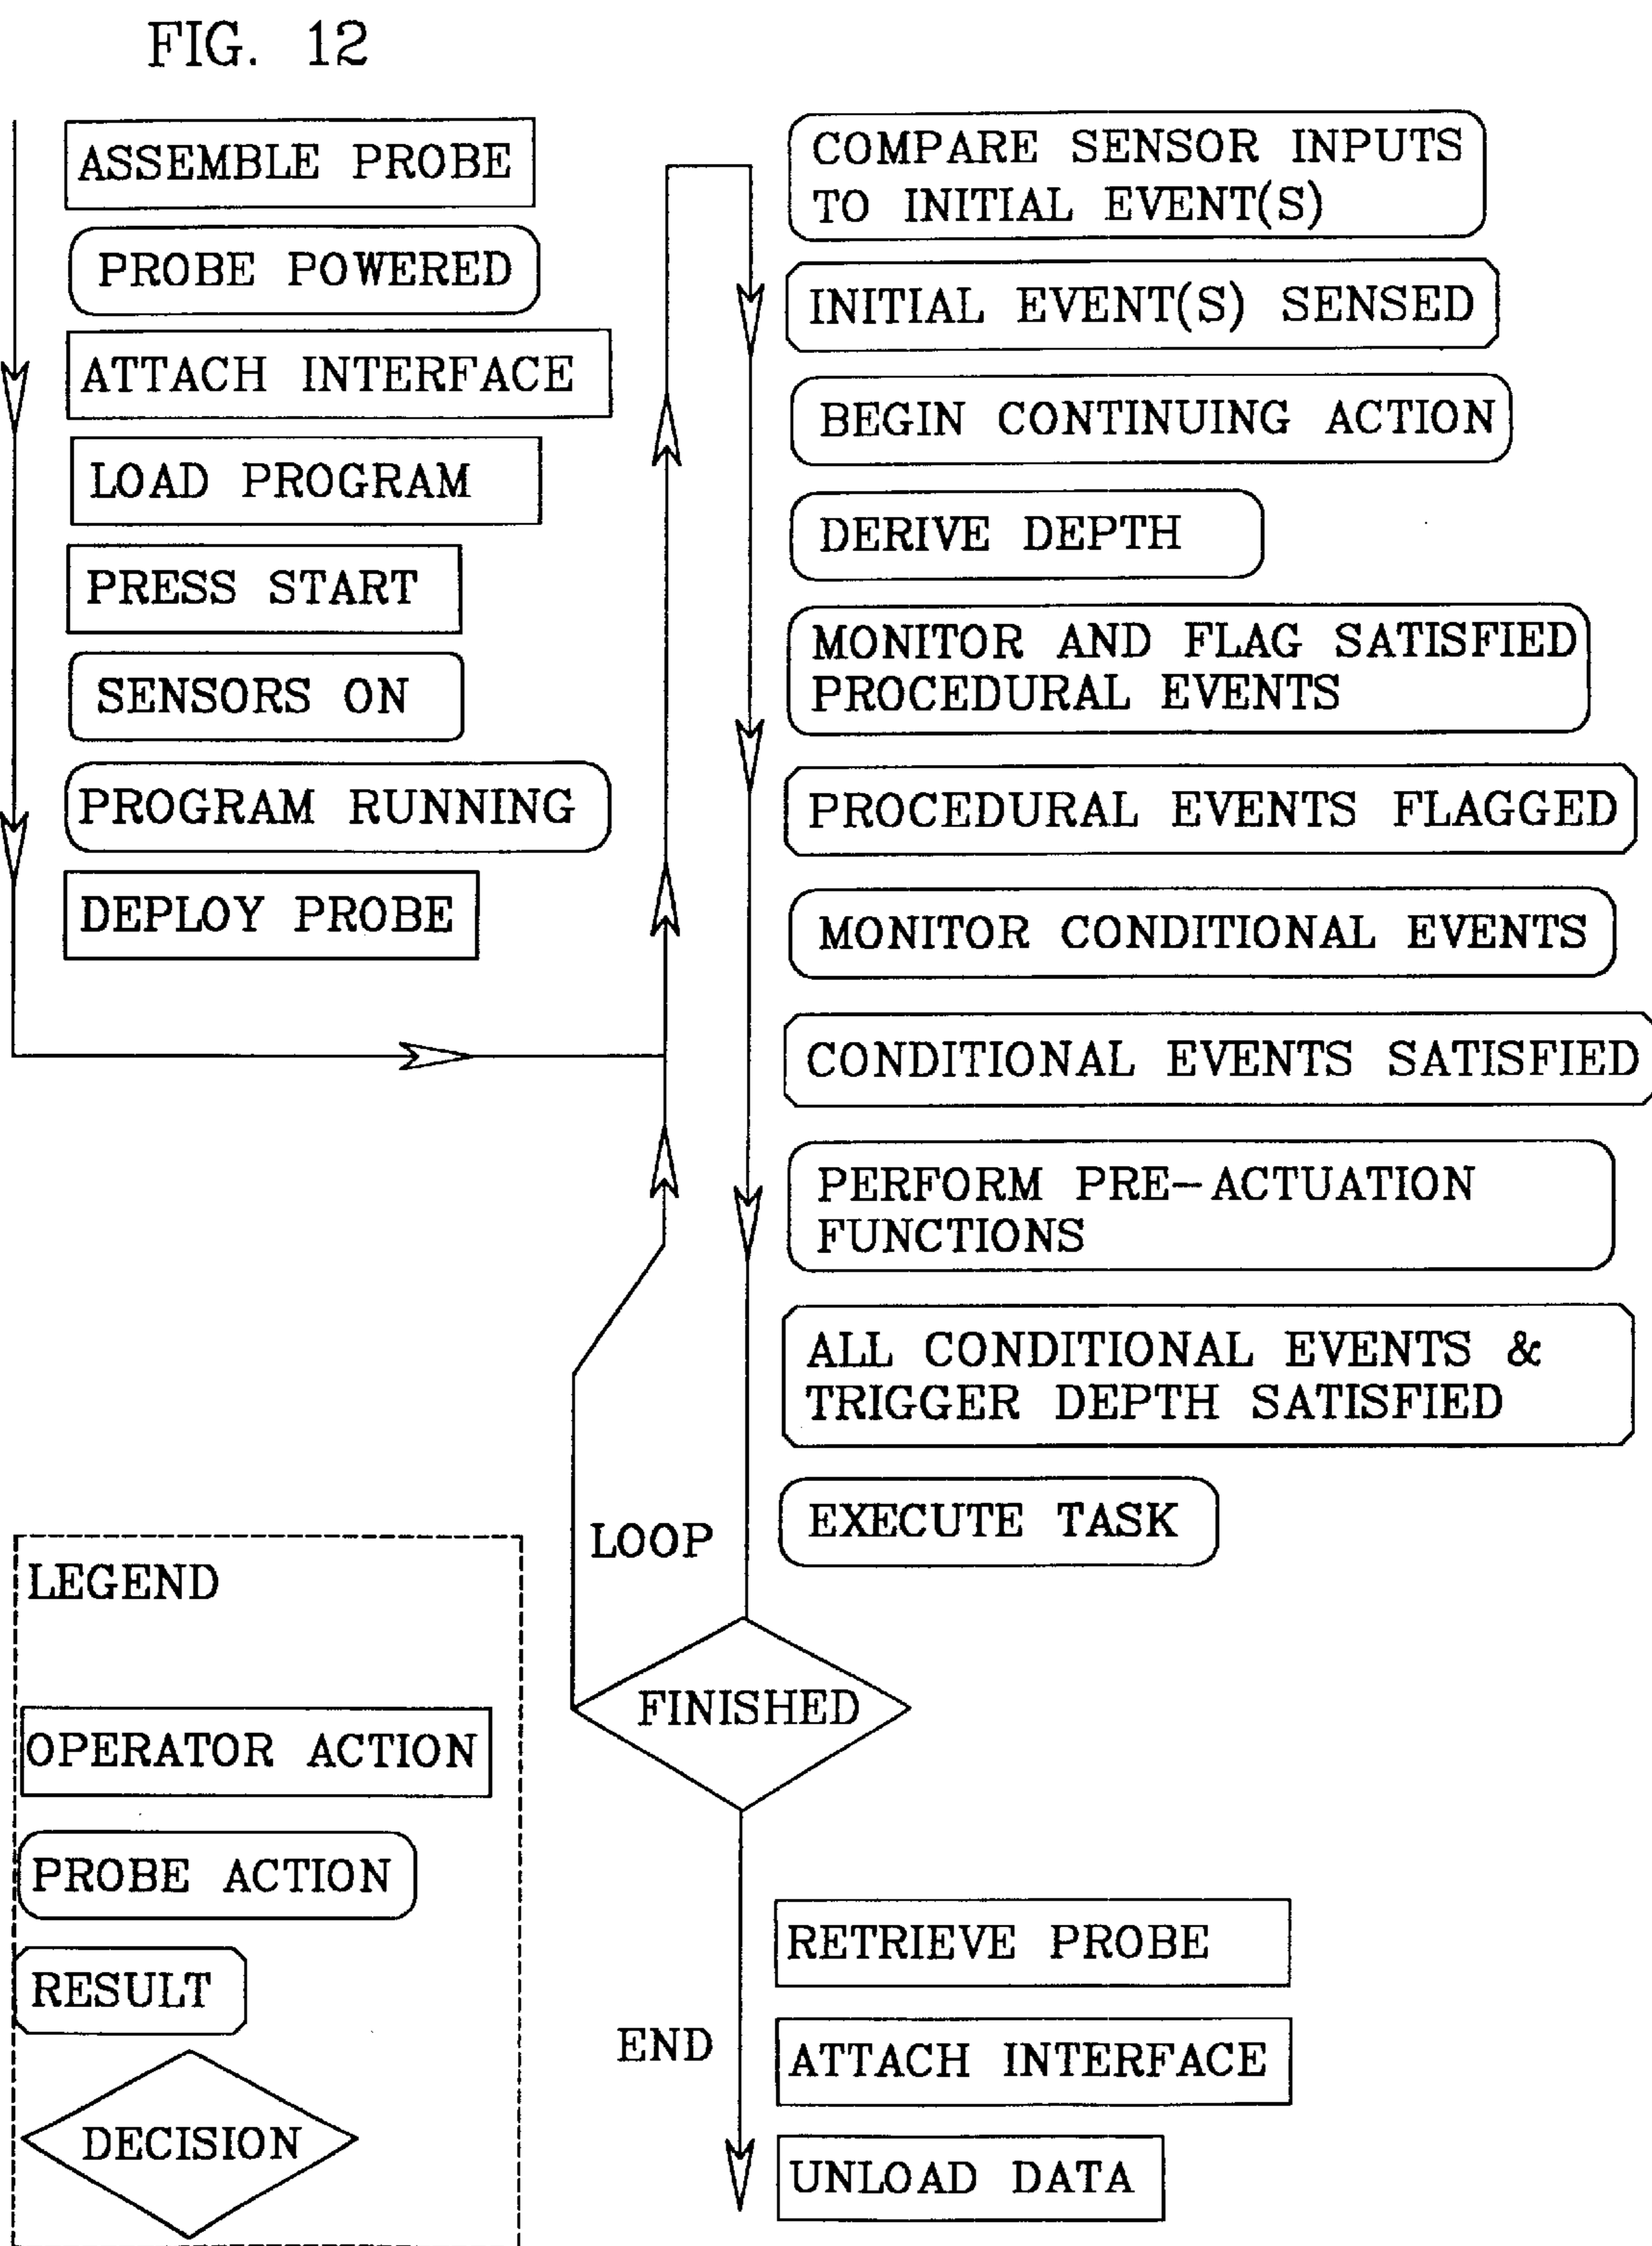 FIG. 12
ASSEMBLE PROBE
PROBE POWERED
ATTACH INTERFACE
LOAD PROGRAM
PRESS START
SENSORS ON
PROGRAM RUNNING
DEPLOY PROBE
COMPARE SENSOR INPUTS
TO INITIAL EVENT(S)
INITIAL EVENT(S) SENSED
BEGIN CONTINUING ACTION
DERIVE DEPTH
MONITOR AND FLAG SATISFIED
PROCEDURAL EVENTS
PROCEDURAL EVENTS FLAGGED
MONITOR CONDITIONAL EVENTS
CONDITIONAL EVENTS SATISFIED
PERFORM PRE-ACTUATION
FUNCTIONS
ALL CONDITIONAL EVENTS &
TRIGGER DEPTH SATISFIED
EXECUTE TASK
LOOP
FINISHED
RETRIEVE PROBE
END
ATTACH INTERFACE
UNLOAD DATA
LEGEND
OPERATOR ACTION
PROBE ACTION
RESULT
DECISION